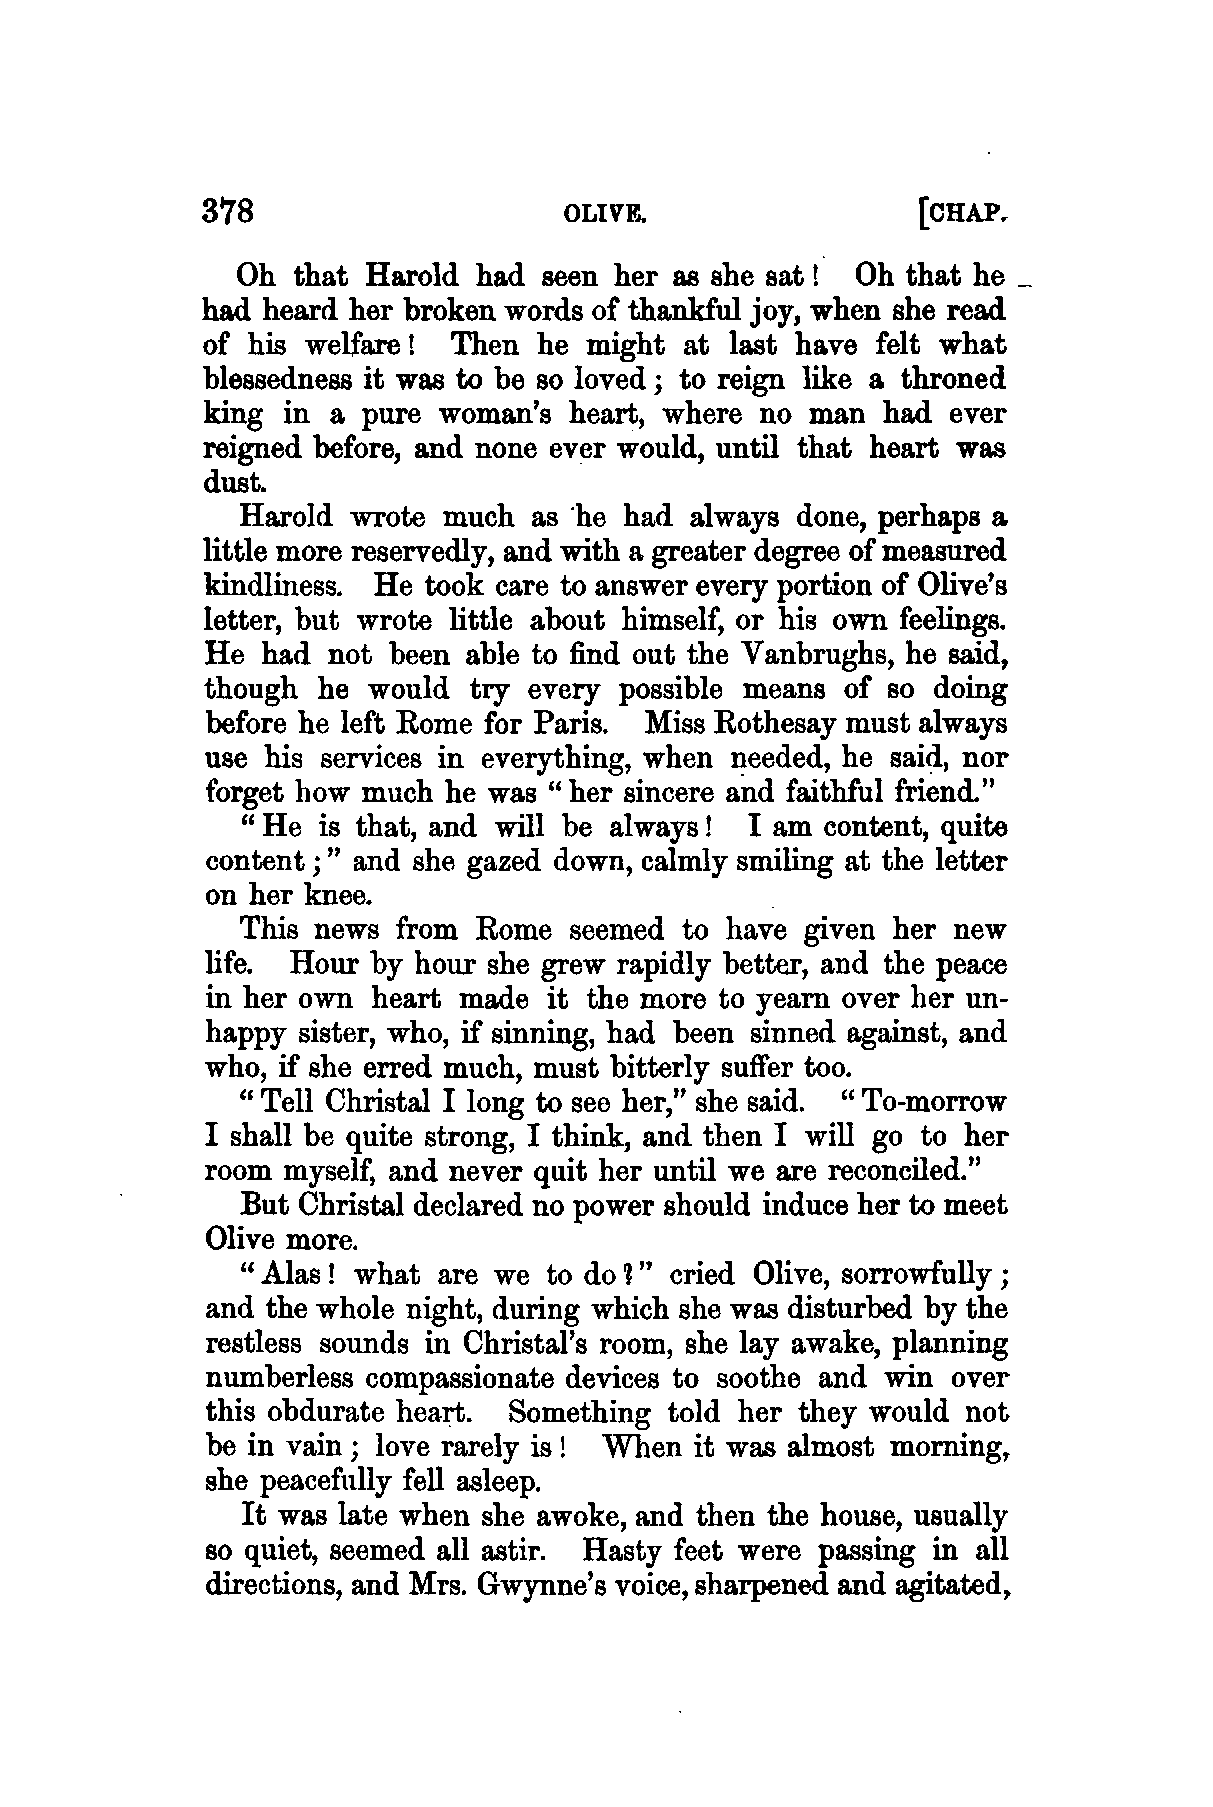 378 OLIVE. [CHAP.
Oh that Harold had seen her as she sat! Oh that he
had heard her broken words of thankful joy, when she read
of his welfare! Then he might at last have felt what
blessedness it was to be so loved; to reign like a throned
king in a pure woman's heart, where no man had ever
reigned before, and none ever would, until that heart was
dust.
Harold wrote much as he had always done, perhaps a
little more reservedly, and with a greater degree of measured
kindliness. He took care to answer every portion of Olive's
letter, but wrote little about himself, or his own feelings.
He had not been able to find out the Vanbrughs, he said,
though he would try every possible means of so doing
before he left Rome for Paris. Miss Rothesay must always
use his services in everything, when needed, he said, nor
forget how much he was "her sincere and faithful friend."
"He is that, and will be always! I am content, quite
content;" and she gazed down, calmly smiling at the letter
on her knee.
This news from Rome seemed to have given her new
life. Hour by hour she grew rapidly better, and the peace
in her own heart made it the more to yearn over her un-
happy sister, who, if sinning, had been sinned against, and
who, if she erred much, must bitterly suffer too.
"Tell Christal I long to see her," she said. "To-morrow
I shall be quite strong, I think, and then I will go to her
room myself, and never quit her until we are reconciled."
But Christal declared no power should induce her to meet
Olive more.
"Alas! what are we to do?" cried Olive, sorrowfully;
and the whole night, during which she was disturbed by the
restless sounds in Christal's room, she lay awake, planning
numberless compassionate devices to soothe and win over
this obdurate heart. Something told her they would not
be in vain; love rarely is! When it was almost morning,
she peacefully fell asleep.
It was late when she awoke, and then the house, usually
so quiet, seemed all astir. Hasty feet were passing in all
directions, and Mrs. Gwynne's voice, sharpened and agitated,